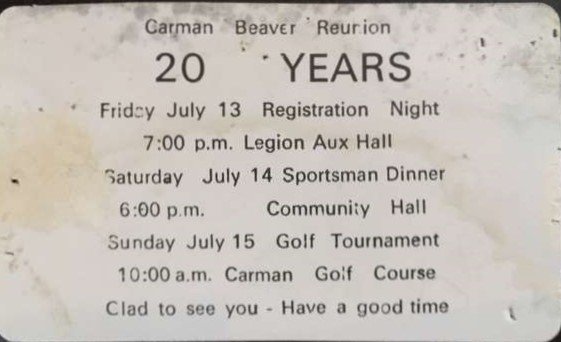 Carman Beaver Reunion
20 YEARS
Friday July 13 Registration Night
7:00 p.m. Legion Aux Hall
Saturday July 14 Sportsman Dinner
6:00 p.m. Community Hall
Sunday July 15 Golf Tournament
10:00 a.m. Carman Golf Course
Clad to see you - Have a good time